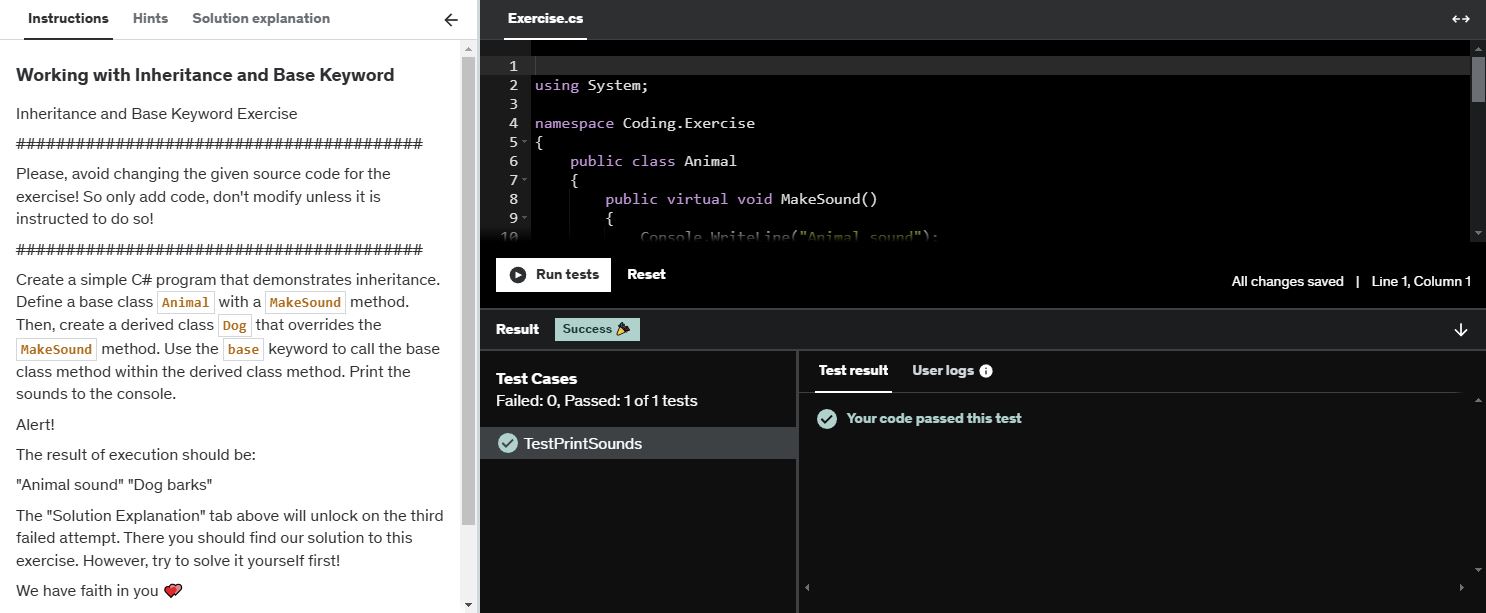 Instructions Hints Solution explanation
Working with Inheritance and Base Keyword
Inheritance and Base Keyword Exercise
#########################################
Please, avoid changing the given source code for the
exercise! So only add code, don't modify unless it is
instructed to do so!
#########################################
Create a simple C# program that demonstrates inheritance.
Define a base class Animal with a MakeSound method.
Then, create a derived class Dog that overrides the
MakeSound method. Use the base keyword to call the base
class method within the derived class method. Print the
sounds to the console.
Alert!
The result of execution should be:
"Animal sound" "Dog barks"
The "Solution Explanation" tab above will unlock on the third
failed attempt. There you should find our solution to this
exercise. However, try to solve it yourself first!
We have faith in you
Exercise.cs
1
2 using System;
3
4 namespace Coding.Exercise
5 {
6 public class Animal
7 {
8 public virtual void MakeSound()
9 {
10 Console.WriteLine("Animal sound");
Run tests Reset
All changes saved | Line 1, Column 1
Result Success
Test Cases
Failed: 0, Passed: 1 of 1 tests
TestPrintSounds
Test result User logs
Your code passed this test